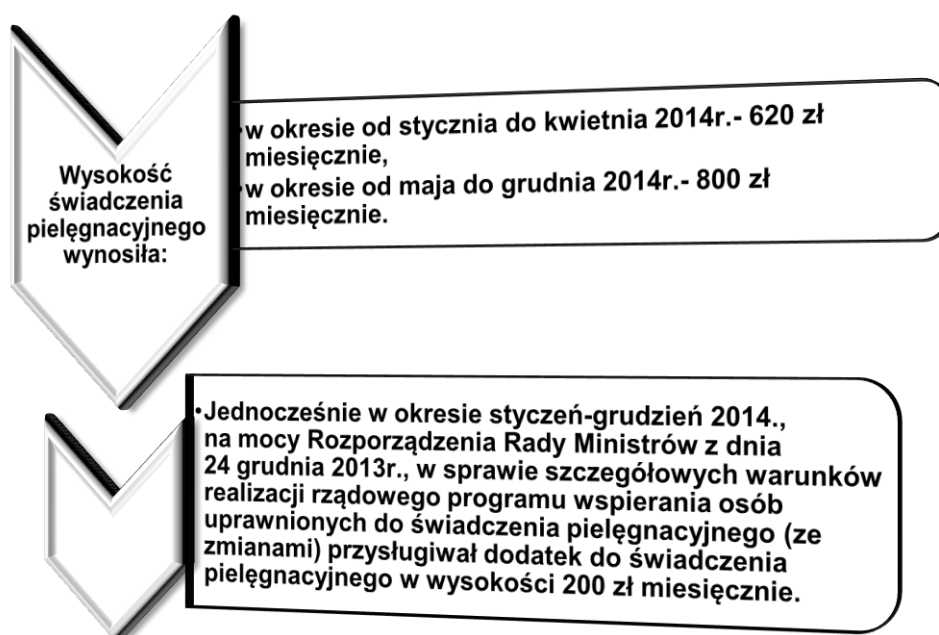 Wysokość
świadczenia
pielęgnacyjnego
wynosiła:
•w okresie od stycznia do kwietnia 2014r.- 620 zł
miesięcznie,
•w okresie od maja do grudnia 2014r.- 800 zł
miesięcznie.
•Jednocześnie w okresie styczeń-grudzień 2014.,
na mocy Rozporządzenia Rady Ministrów z dnia
24 grudnia 2013r., w sprawie szczegółowych warunków
realizacji rządowego programu wspierania osób
uprawnionych do świadczenia pielęgnacyjnego (ze
zmianami) przysługiwał dodatek do świadczenia
pielęgnacyjnego w wysokości 200 zł miesięcznie.